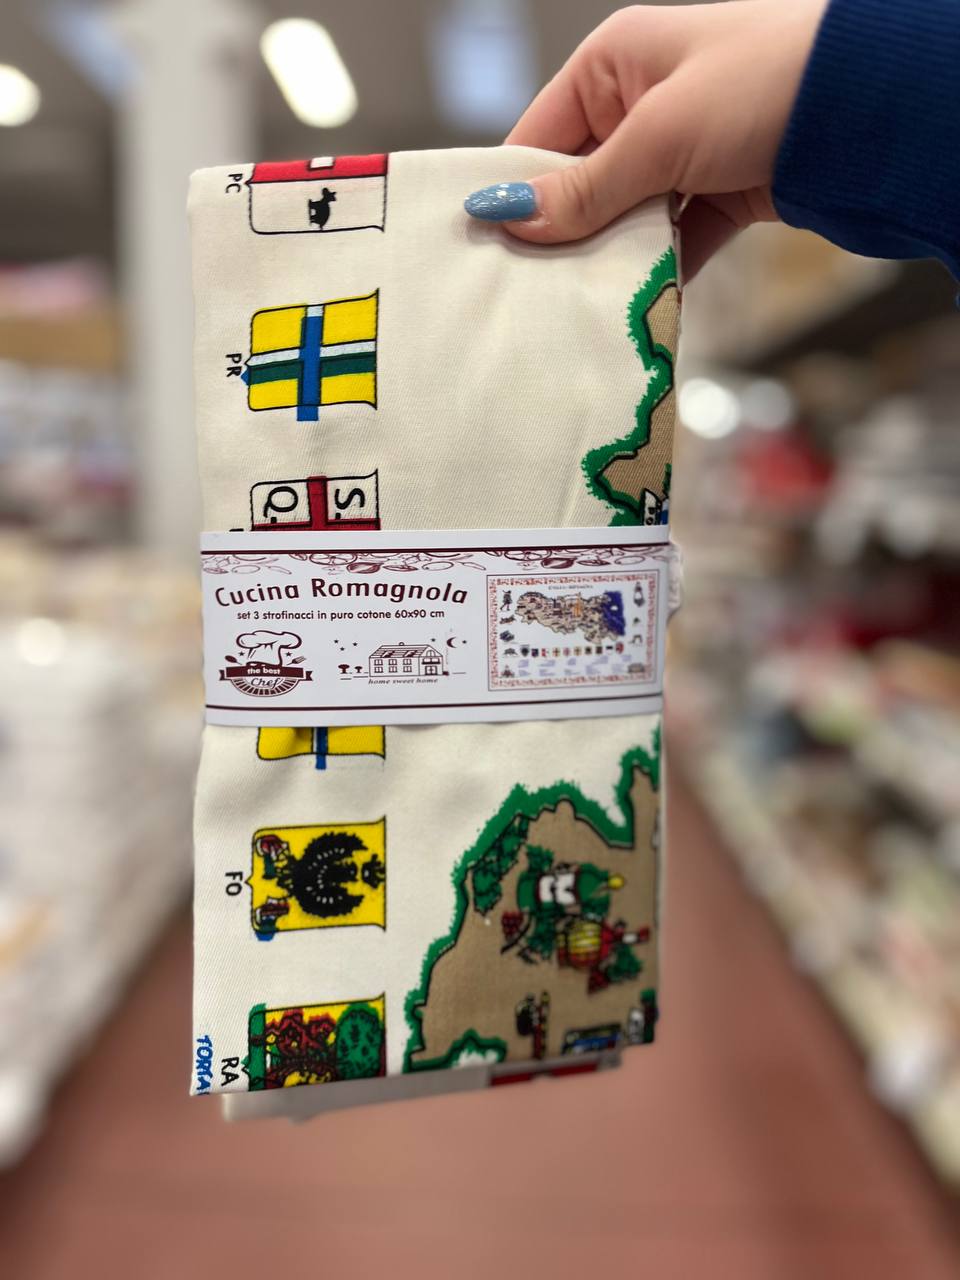 PC
PR
S.
Q.
Cucina Romagnola
set 3 strofinacci in puro cotone 60x90 cm
the best
Chef
home sweet home
FO
RA
TORTA